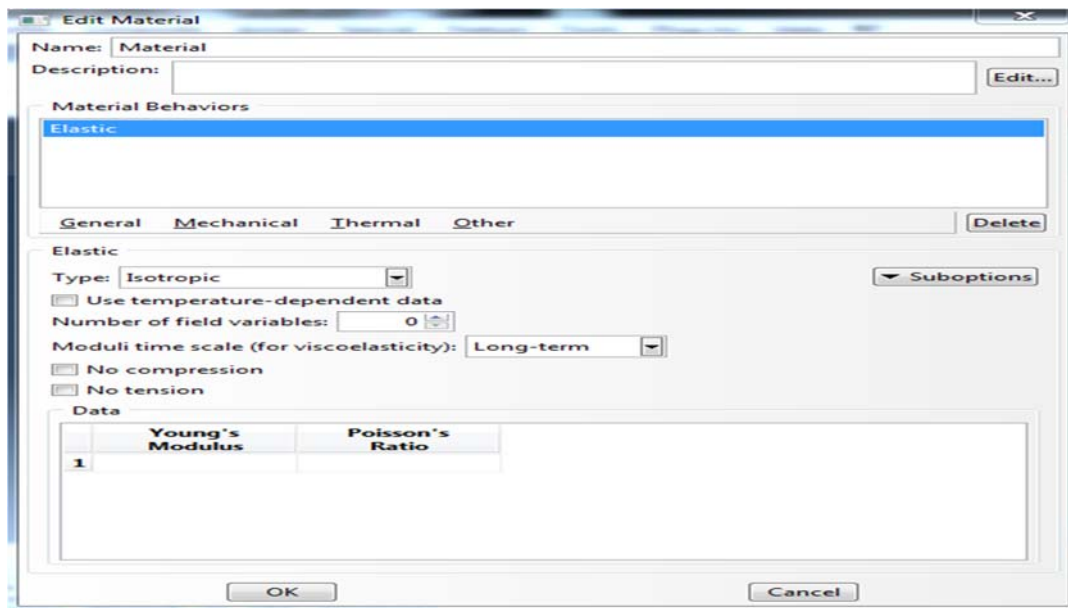 Edit Material
Name: Material
Description:
Edit...
Material Behaviors
Elastic
General Mechanical Thermal Other Delete
Elastic
Type: Isotropic Suboptions
Use temperature-dependent data
Number of field variables: 0
Moduli time scale (for viscoelasticity): Long-term
No compression
No tension
Data
Young's Poisson's
Modulus Ratio
1
OK Cancel